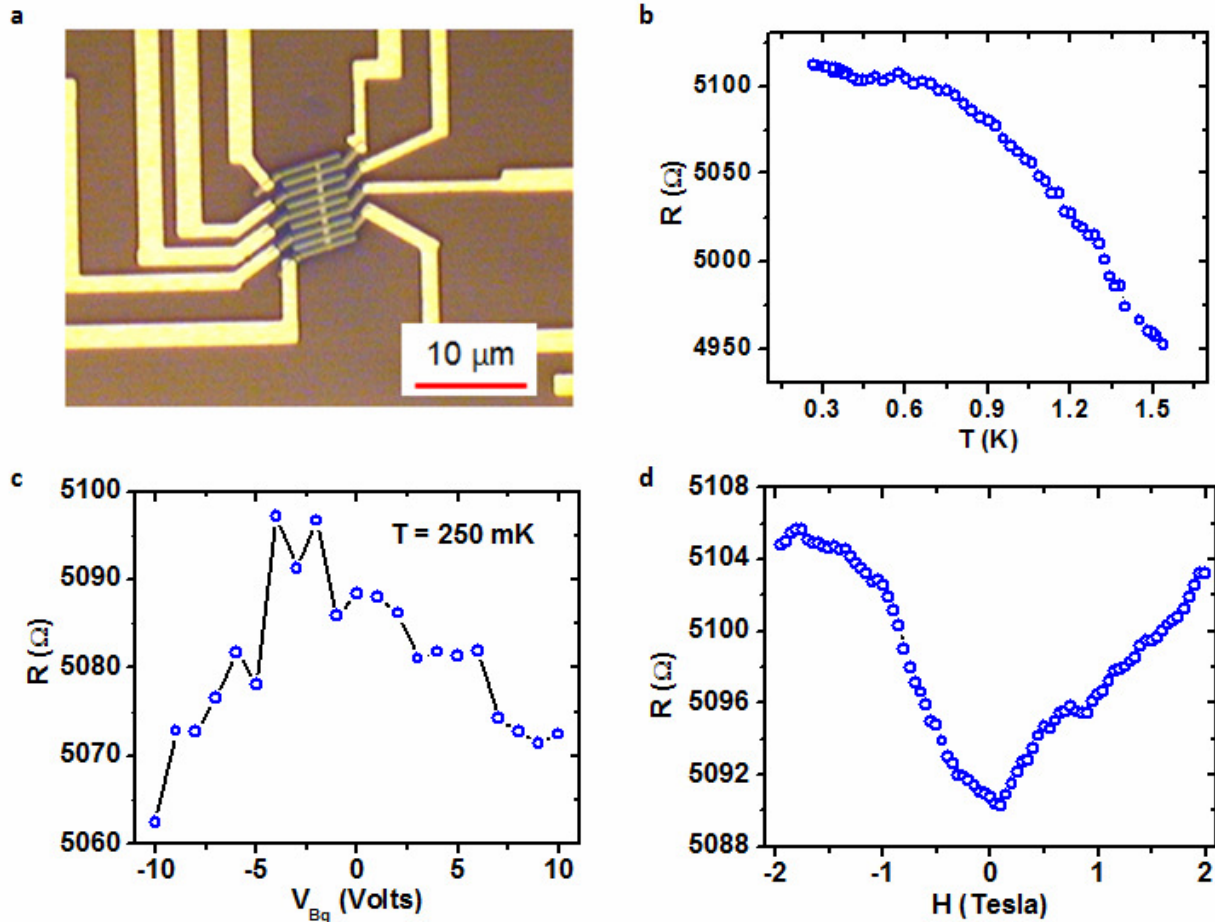 a
10 µm
b
R (Ω)
5100
5050
5000
4950
0.3 0.6 0.9 1.2 1.5
T (K)
c
R (Ω)
5100
5090
5080
5070
5060
T = 250 mK
-10 -5 0 5 10
V_Bg (Volts)
d
R (Ω)
5108
5104
5100
5096
5092
5088
-2 -1 0 1 2
H (Tesla)